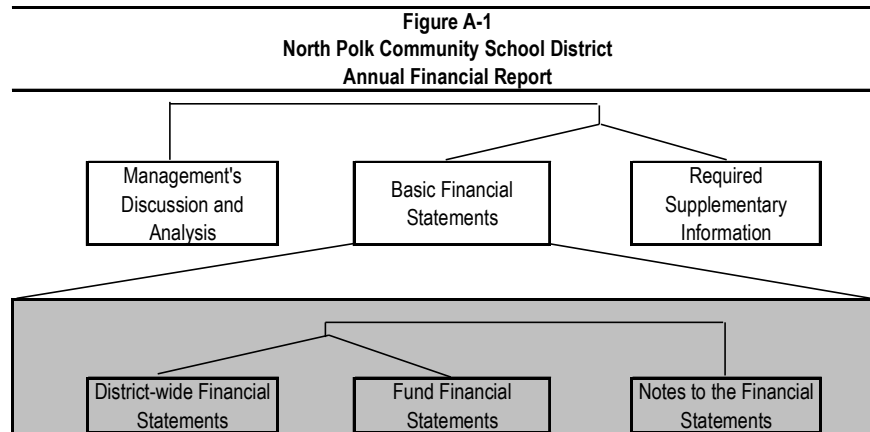 Figure A-1
North Polk Community School District
Annual Financial Report
Management's
Discussion and
Analysis
Basic Financial
Statements
Required
Supplementary
Information
District-wide Financial
Statements
Fund Financial
Statements
Notes to the Financial
Statements